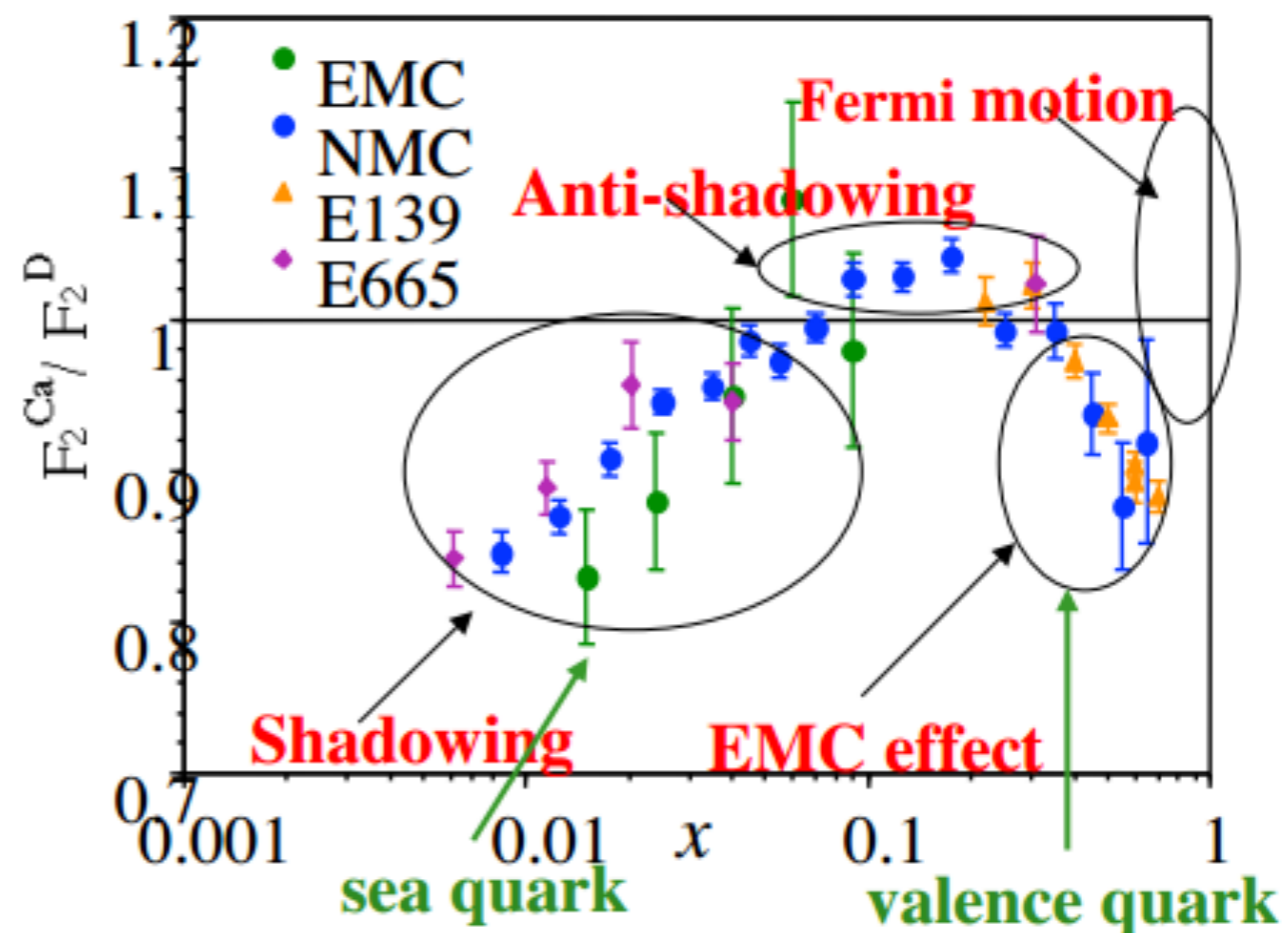 1.2
EMC
NMC
E139
E665
Fermi motion
1.1
Anti-shadowing
F₂ᶜᵃ/ F₂ᴰ
1
0.9
0.8
Shadowing
EMC effect
0.7
0.001
0.01
x
0.1
1
sea quark
valence quark